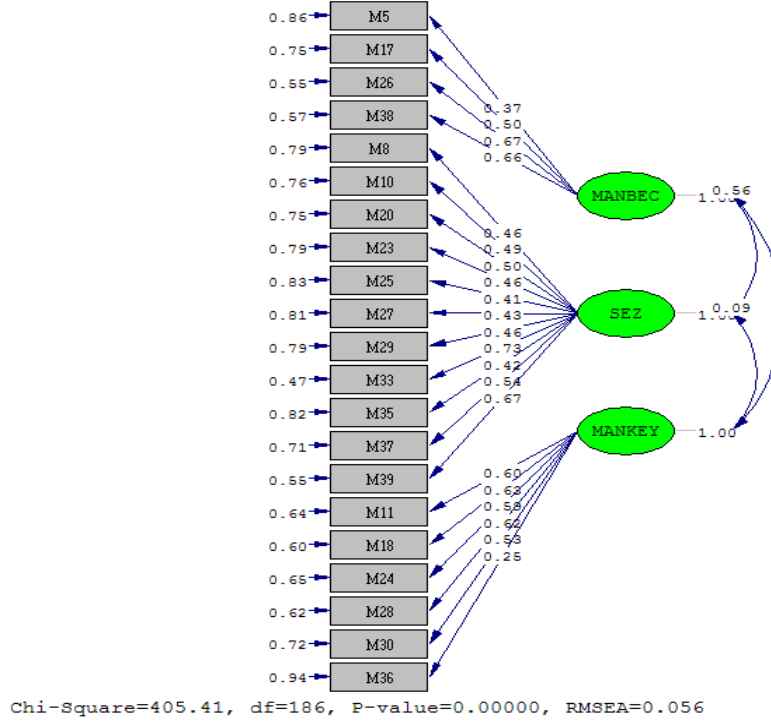 0.86 M5
0.75 M17
0.55 M26
0.57 M38
0.79 M8
0.76 M10
0.75 M20
0.79 M23
0.83 M25
0.81 M27
0.79 M29
0.47 M33
0.82 M35
0.71 M37
0.55 M39
0.64 M11
0.60 M18
0.65 M24
0.62 M28
0.72 M30
0.94 M36
0.37
0.50
0.67
0.66
MANBEC 0.56
0.46
0.49
0.50
0.46
0.41
0.43
0.46
0.73
0.42
0.54
0.67
SEZ 0.09
MANKEY 1.00
0.60
0.63
0.62
0.53
0.25
Chi-Square=405.41, df=186, P-value=0.00000, RMSEA=0.056